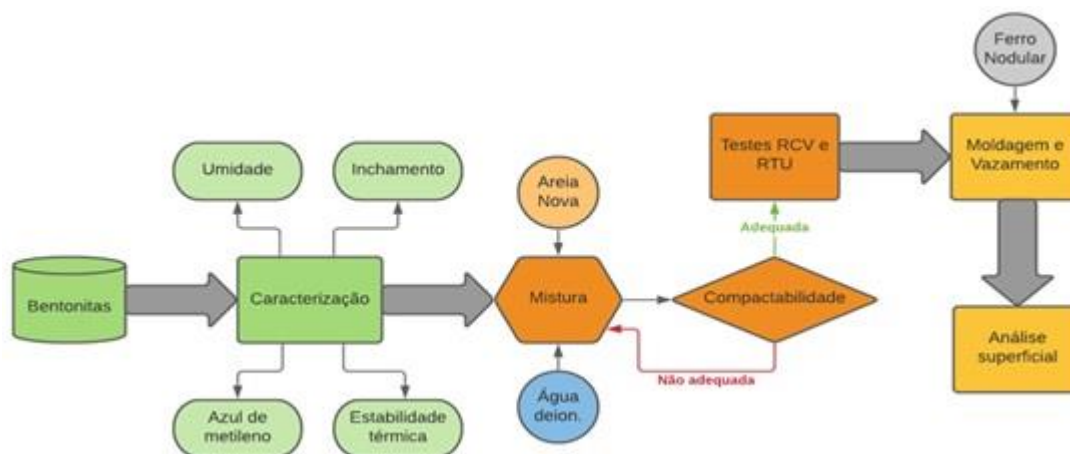 Ferro
Nodular
Testes RCV e
RTU
Moldagem e
Vazamento
Umidade
Inchamento
Areia
Nova
Adequada
Bentonitas
Caracterização
Mistura
Compactabilidade
Análise
superficial
Não adequada
Azul de
metileno
Estabilidade
térmica
Água
deion.